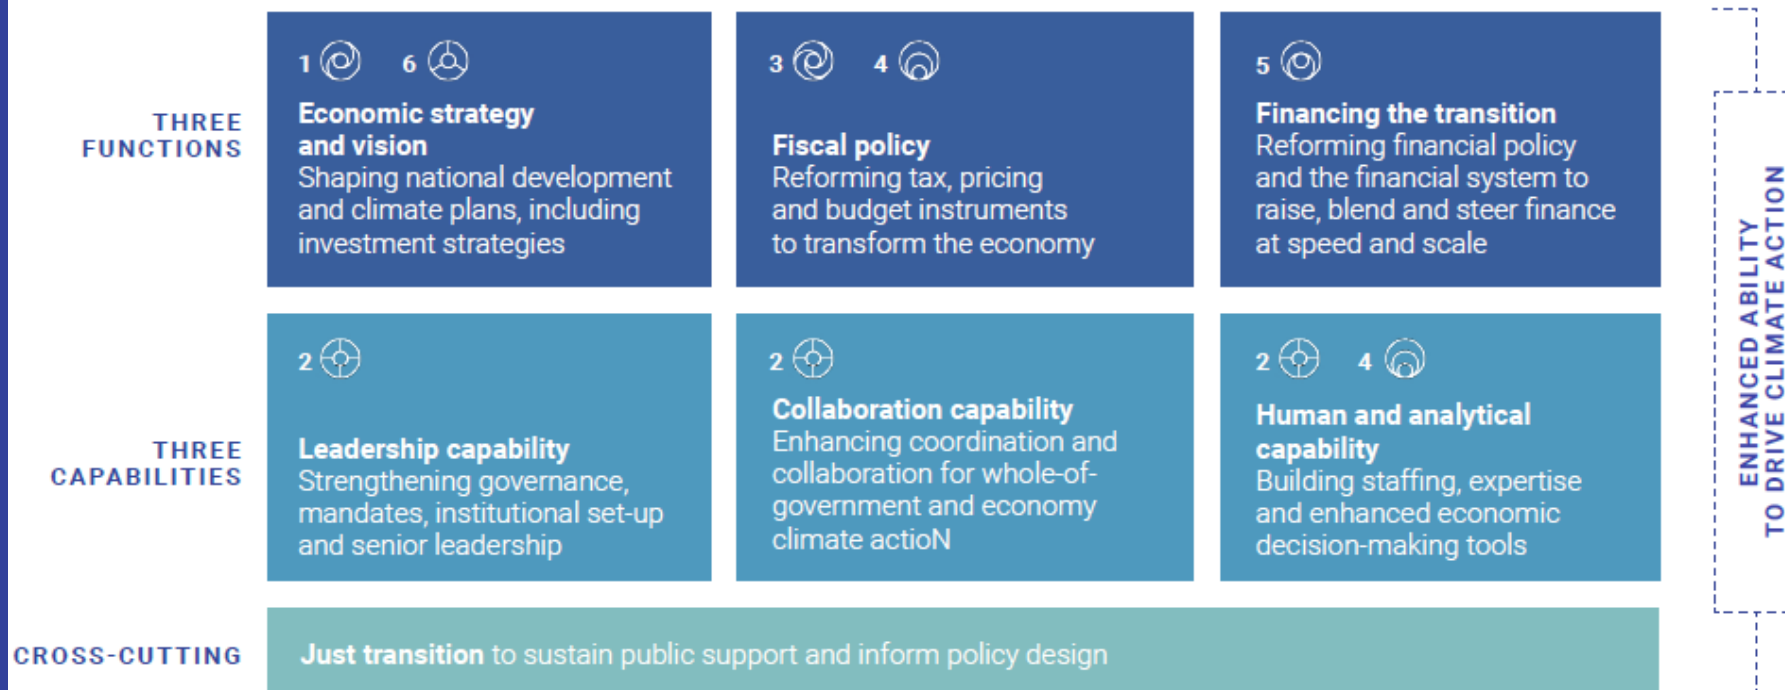 THREE
FUNCTIONS
1 6
Economic strategy
and vision
Shaping national development
and climate plans, including
investment strategies
3 4
Fiscal policy
Reforming tax, pricing
and budget instruments
to transform the economy
5
Financing the transition
Reforming financial policy
and the financial system to
raise, blend and steer finance
at speed and scale
THREE
CAPABILITIES
2
Leadership capability
Strengthening governance,
mandates, institutional set-up
and senior leadership
2
Collaboration capability
Enhancing coordination and
collaboration for whole-of-
government and economy
climate actioN
2 4
Human and analytical
capability
Building staffing, expertise
and enhanced economic
decision-making tools
CROSS-CUTTING
Just transition to sustain public support and inform policy design
ENHANCED ABILITY
TO DRIVE CLIMATE ACTION